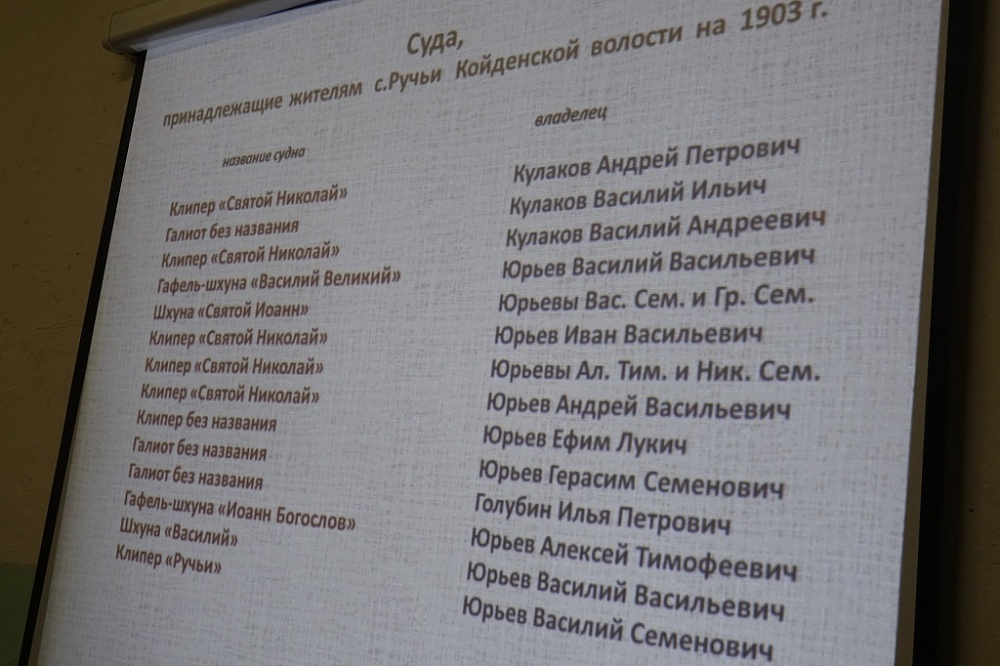 Суда,
принадлежащие жителям с.Ручьи Койденской волости на 1903 г.
название судна владелец
Клипер «Святой Николай» Кулаков Андрей Петрович
Галиот без названия Кулаков Василий Ильич
Клипер «Святой Николай» Кулаков Василий Андреевич
Гафель-шхуна «Василий Великий» Юрьев Василий Васильевич
Шхуна «Святой Иоанн» Юрьевы Вас. Сем. и Гр. Сем.
Клипер «Святой Николай» Юрьев Иван Васильевич
Клипер «Святой Николай» Юрьевы Ал. Тим. и Ник. Сем.
Клипер «Святой Николай» Юрьев Андрей Васильевич
Клипер без названия Юрьев Ефим Лукич
Галиот без названия Юрьев Герасим Семенович
Галиот без названия Голубин Илья Петрович
Гафель-шхуна «Иоанн Богослов» Юрьев Алексей Тимофеевич
Шхуна «Василий» Юрьев Василий Васильевич
Клипер «Ручьи» Юрьев Василий Семенович